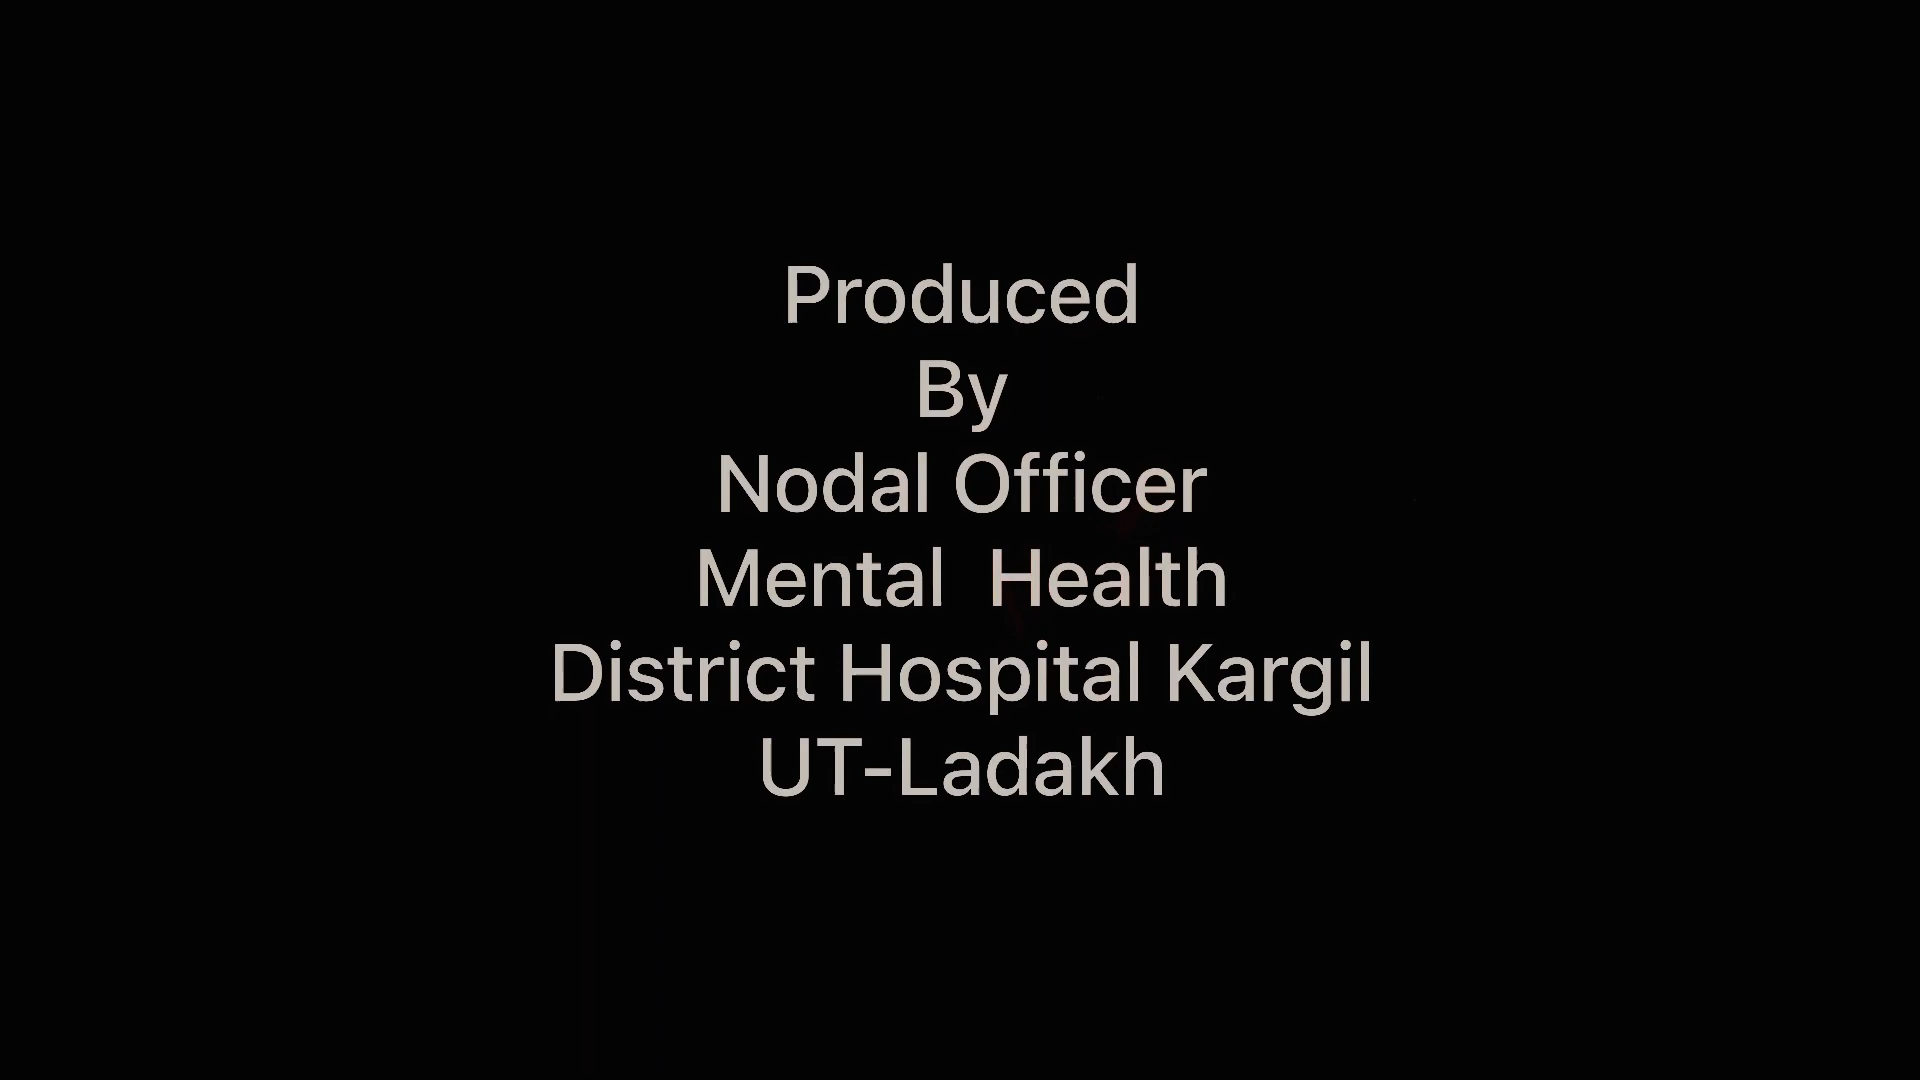 Produced
By
Nodal Officer
Mental  Health
District Hospital Kargil
UT-Ladakh